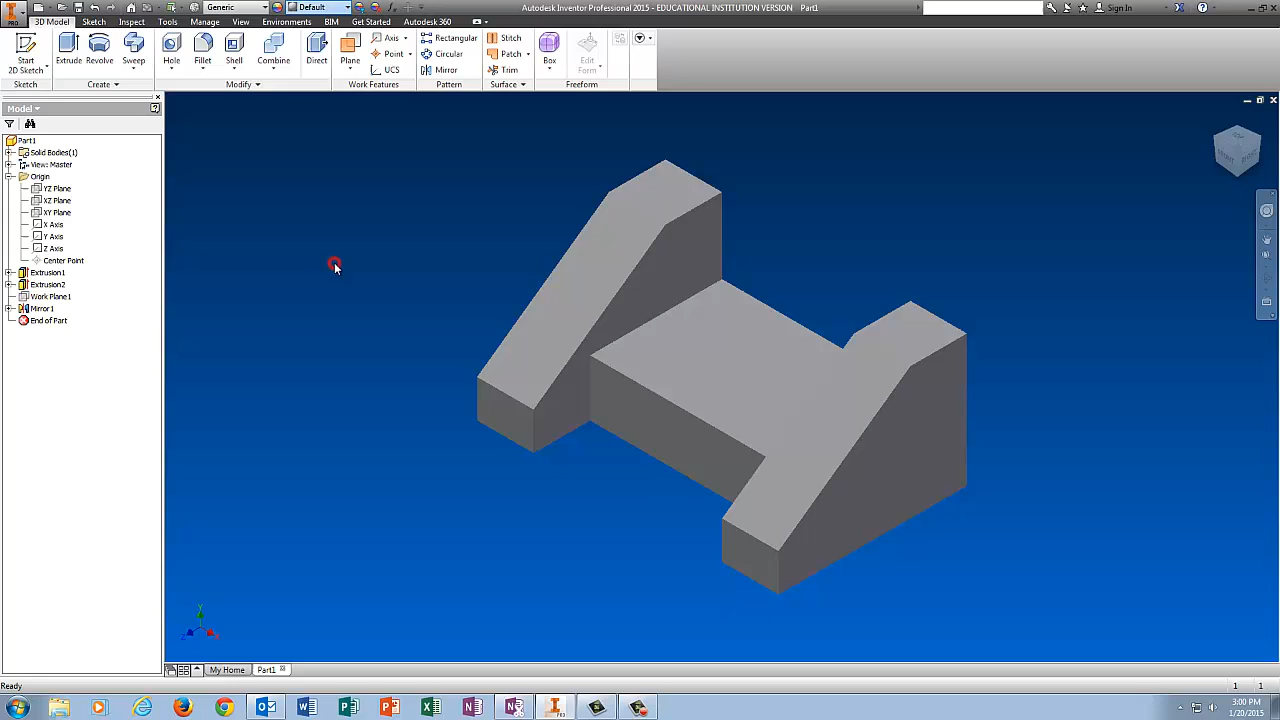 Generic
Default
Autodesk Inventor Professional 2015 - EDUCATIONAL INSTITUTION VERSION Part1
Sign In
PRO
3D Model Sketch Inspect Tools Manage View Environments BIM Get Started Autodesk 360
Start
2D Sketch
Extrude Revolve Sweep
Hole Fillet Shell Combine
Direct
Plane
Axis
Point
UCS
Rectangular
Circular
Mirror
Stitch
Patch
Trim
Box
Edit
Form
Sketch Create Modify Work Features Pattern Surface Freeform
Model
Part1
Solid Bodies(1)
View: Master
Origin
YZ Plane
XZ Plane
XY Plane
X Axis
Y Axis
Z Axis
Center Point
Extrusion1
Extrusion2
Work Plane1
Mirror1
End of Part
My Home Part1
Ready
1 1
3:00 PM
1/20/2015